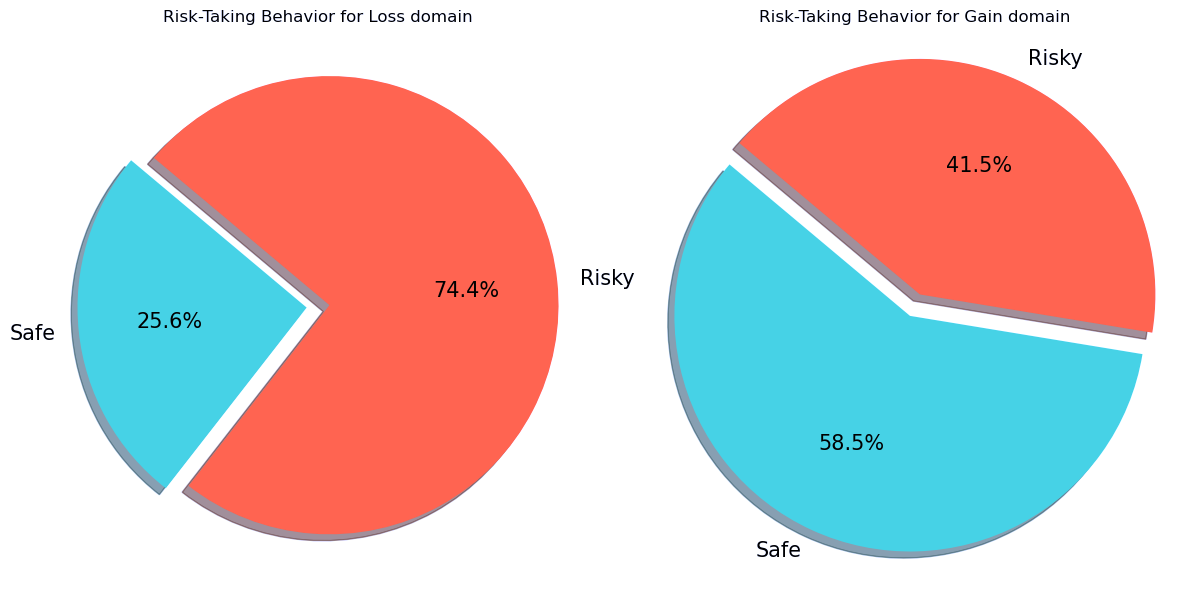 Risk-Taking Behavior for Loss domain
Risky
74.4%
25.6%
Safe
Risk-Taking Behavior for Gain domain
Risky
41.5%
58.5%
Safe